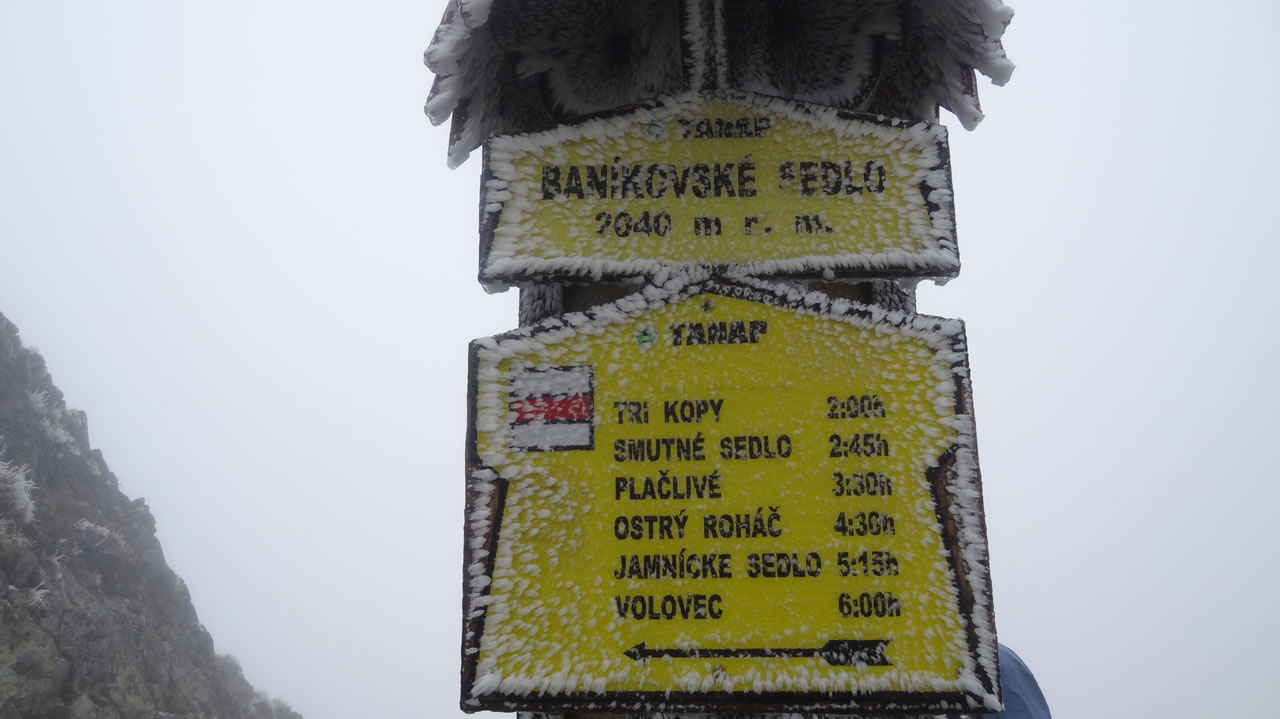 TANAP
BANÍKOVSKÉ SEDLO
2040 m r. m.
TANAP
TRI KOPY 2:00h
SMUTNÉ SEDLO 2:45h
PLAČLIVÉ 3:30h
OSTRÝ ROHÁČ 4:30h
JAMNÍCKE SEDLO 5:15h
VOLOVEC 6:00h